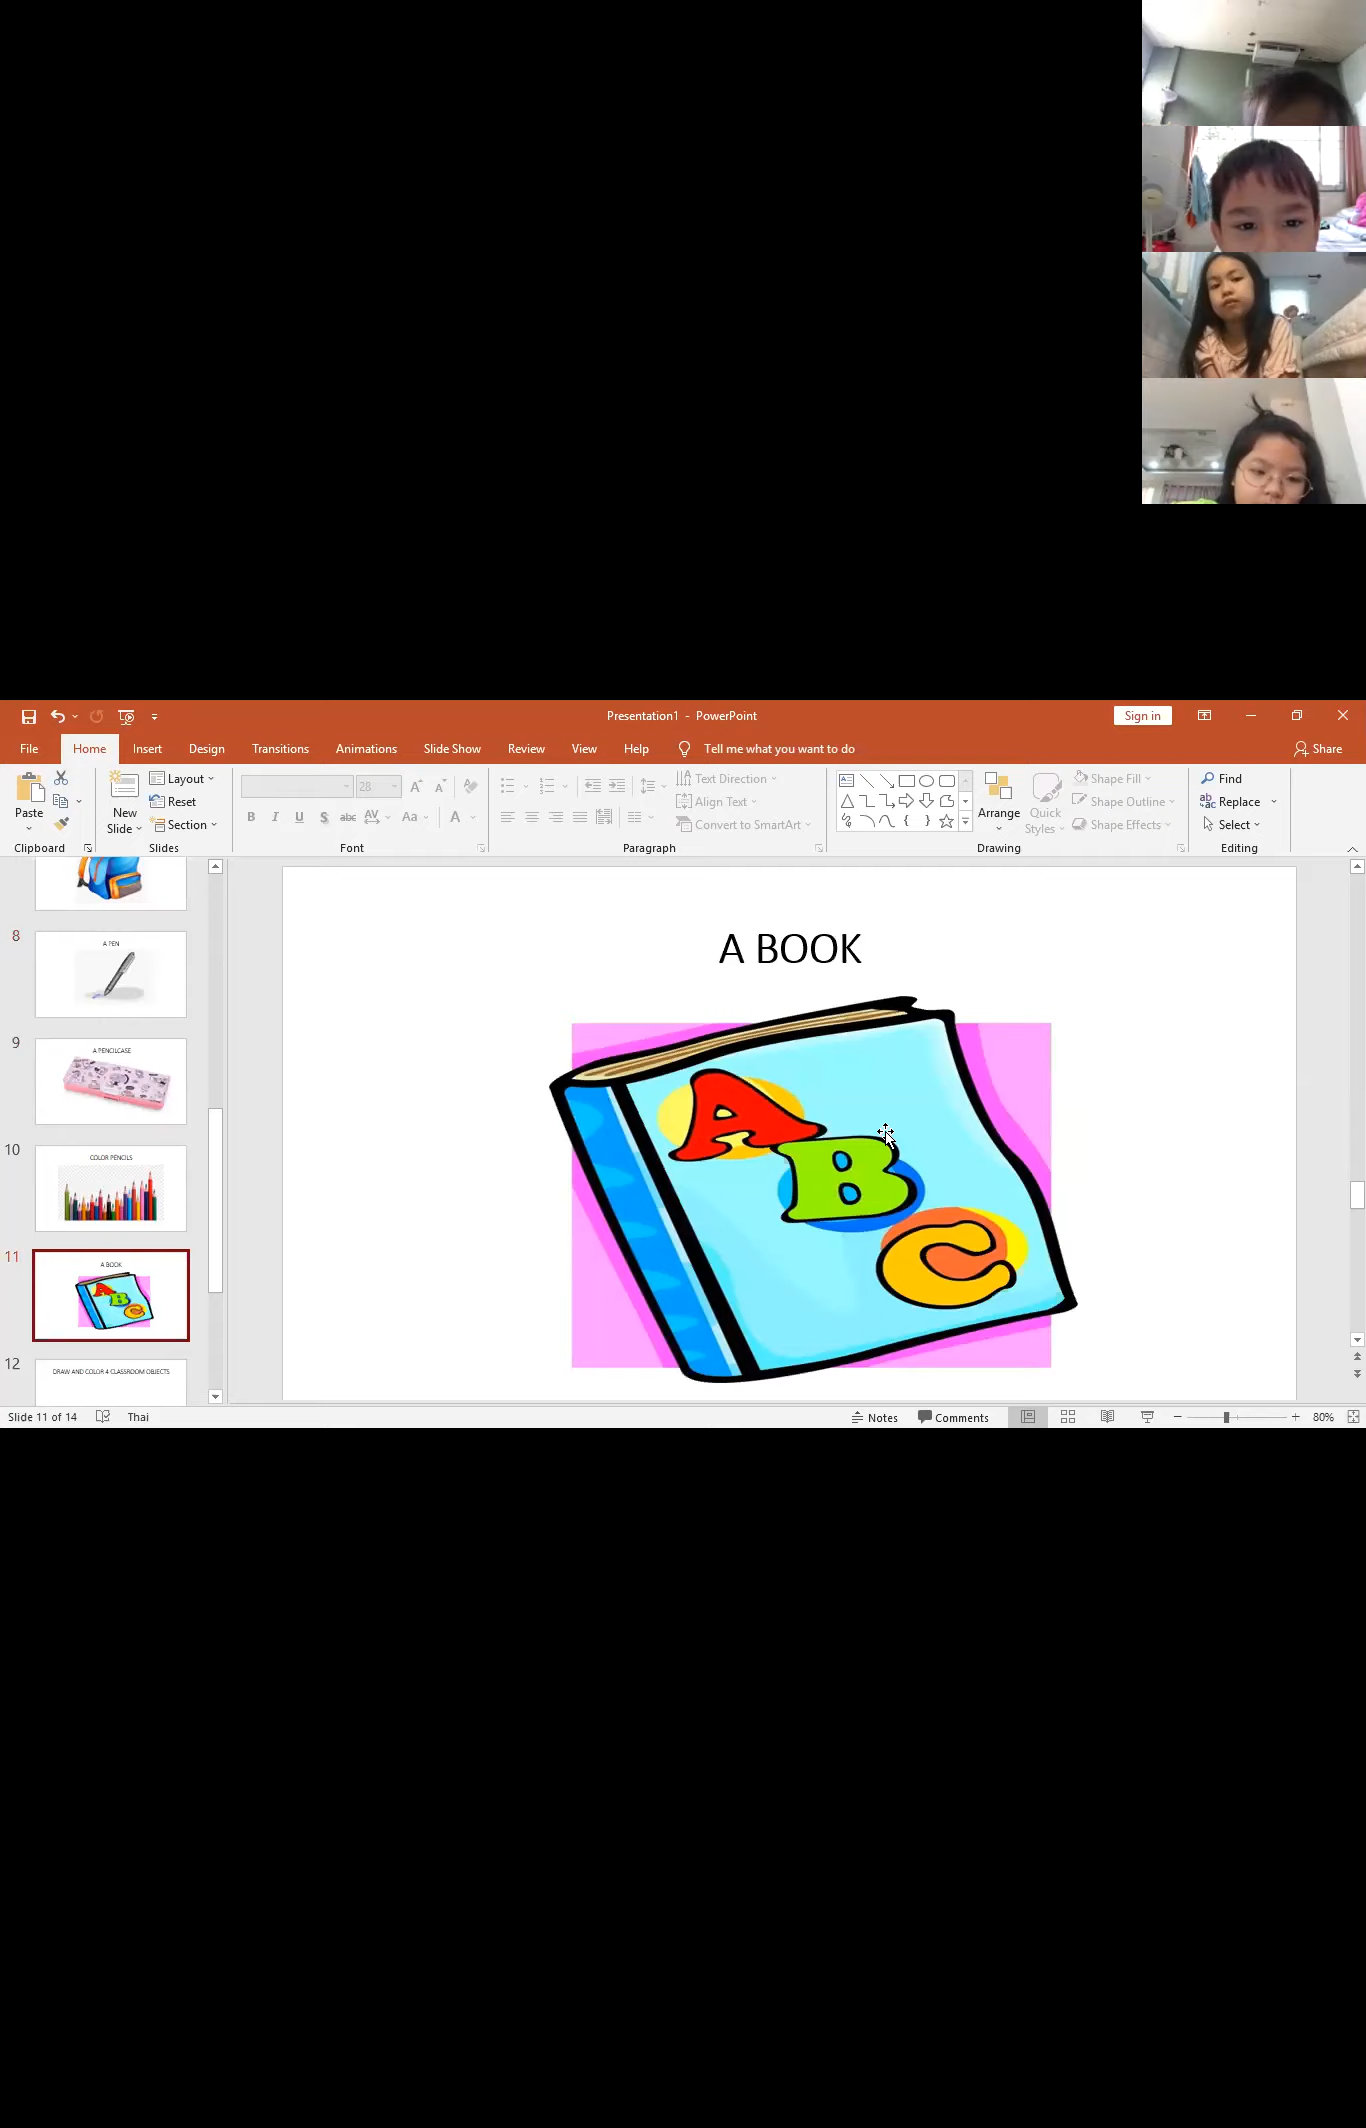 Presentation1 - PowerPoint
Sign in
File Home Insert Design Transitions Animations Slide Show Review View Help Tell me what you want to do Share
Paste
New Slide
Layout
Reset
Section
28
B I U S abc AV Aa A
Text Direction
Align Text
Convert to SmartArt
Arrange
Quick Styles
Shape Fill
Shape Outline
Shape Effects
Find
Replace
Select
Clipboard Slides Font Paragraph Drawing Editing
8
A PEN
9
A PENCILCASE
10
COLOR PENCILS
11
A BOOK
A B C
12
DRAW AND COLOR 4 CLASSROOM OBJECTS
A BOOK
A
B
C
Slide 11 of 14 Thai Notes Comments 80%